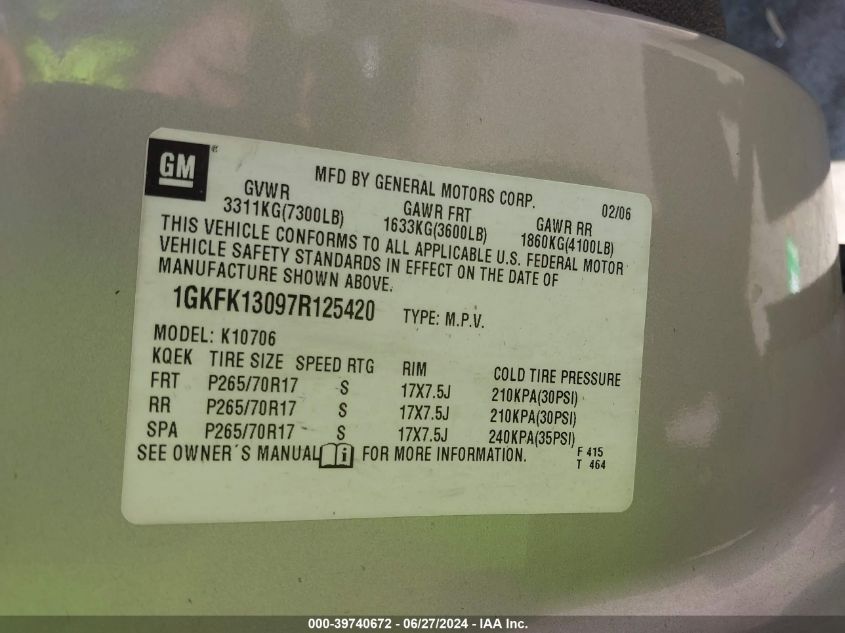 GM ®
MFD BY GENERAL MOTORS CORP. 02/06
GVWR GAWR FRT GAWR RR
3311KG(7300LB) 1633KG(3600LB) 1860KG(4100LB)
THIS VEHICLE CONFORMS TO ALL APPLICABLE U.S. FEDERAL MOTOR
VEHICLE SAFETY STANDARDS IN EFFECT ON THE DATE OF
MANUFACTURE SHOWN ABOVE.
1GKFK13097R125420 TYPE: M.P.V.
MODEL: K10706
KQEK TIRE SIZE SPEED RTG RIM COLD TIRE PRESSURE
FRT P265/70R17 S 17X7.5J 210KPA(30PSI)
RR P265/70R17 S 17X7.5J 210KPA(30PSI)
SPA P265/70R17 S 17X7.5J 240KPA(35PSI)
SEE OWNER´S MANUAL i FOR MORE INFORMATION. F 415
T 464
000-39740672 / 06/27/2024 - IAA Inc.